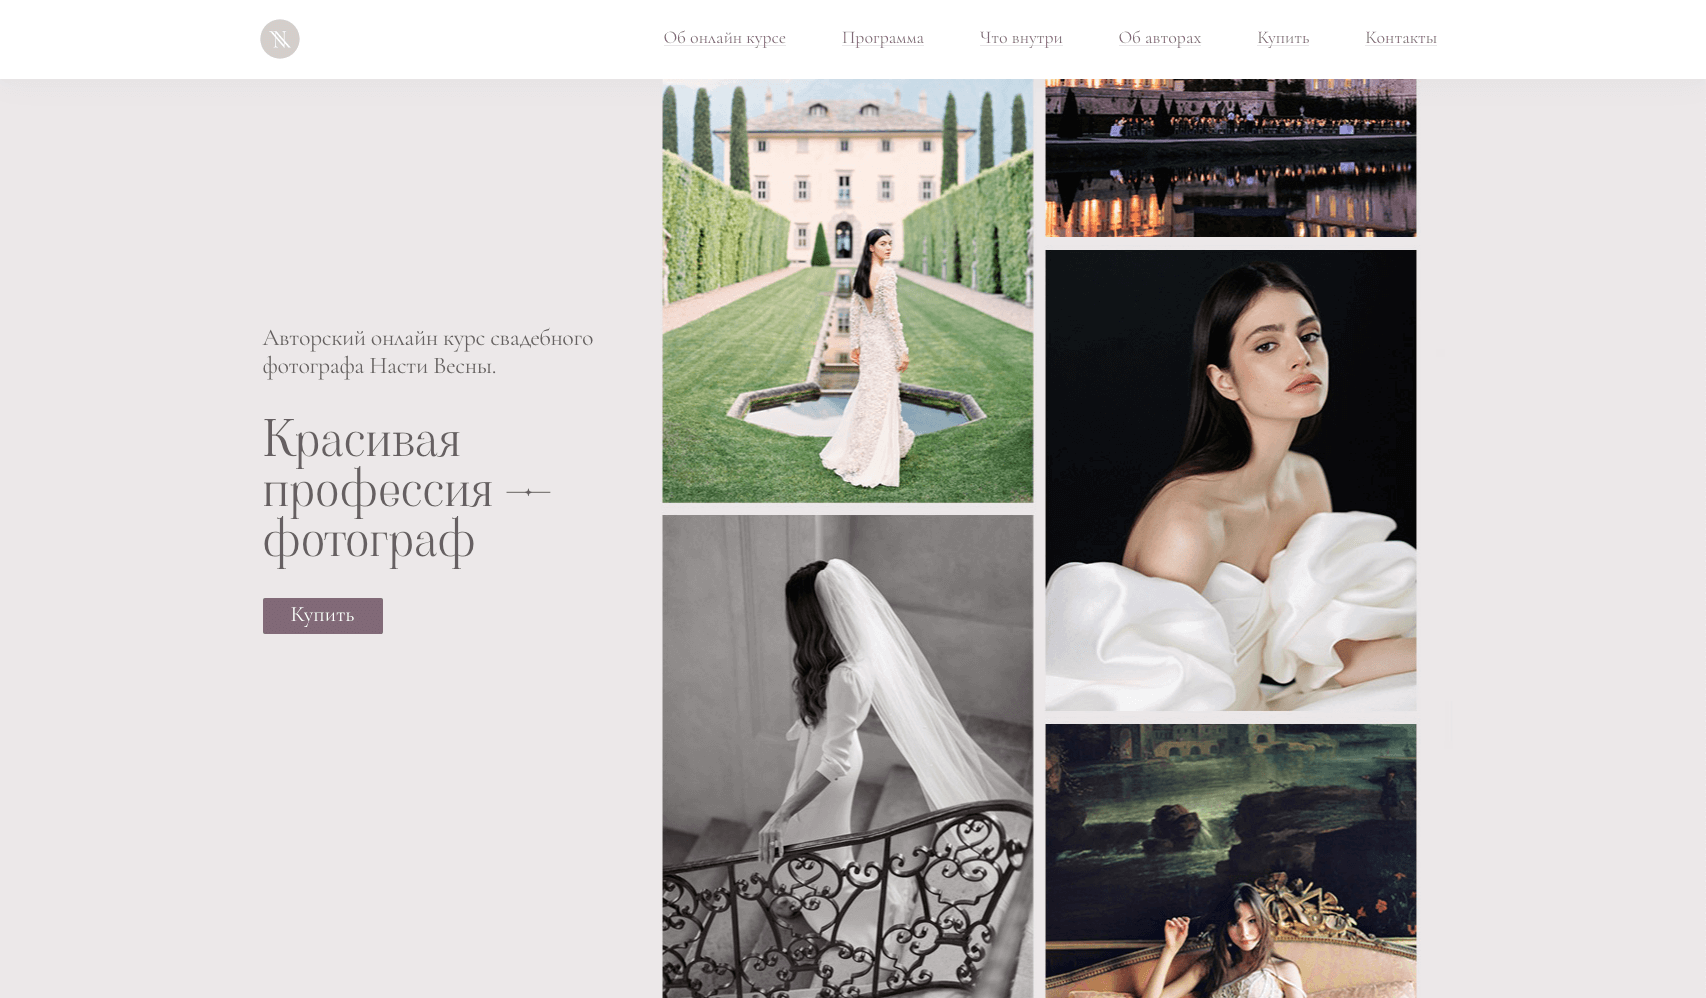 Об онлайн курсе
Программа
Что внутри
Об авторах
Купить
Контакты
Авторский онлайн курс свадебного
фотографа Насти Весны.
Красивая
профессия —
фотограф
Купить